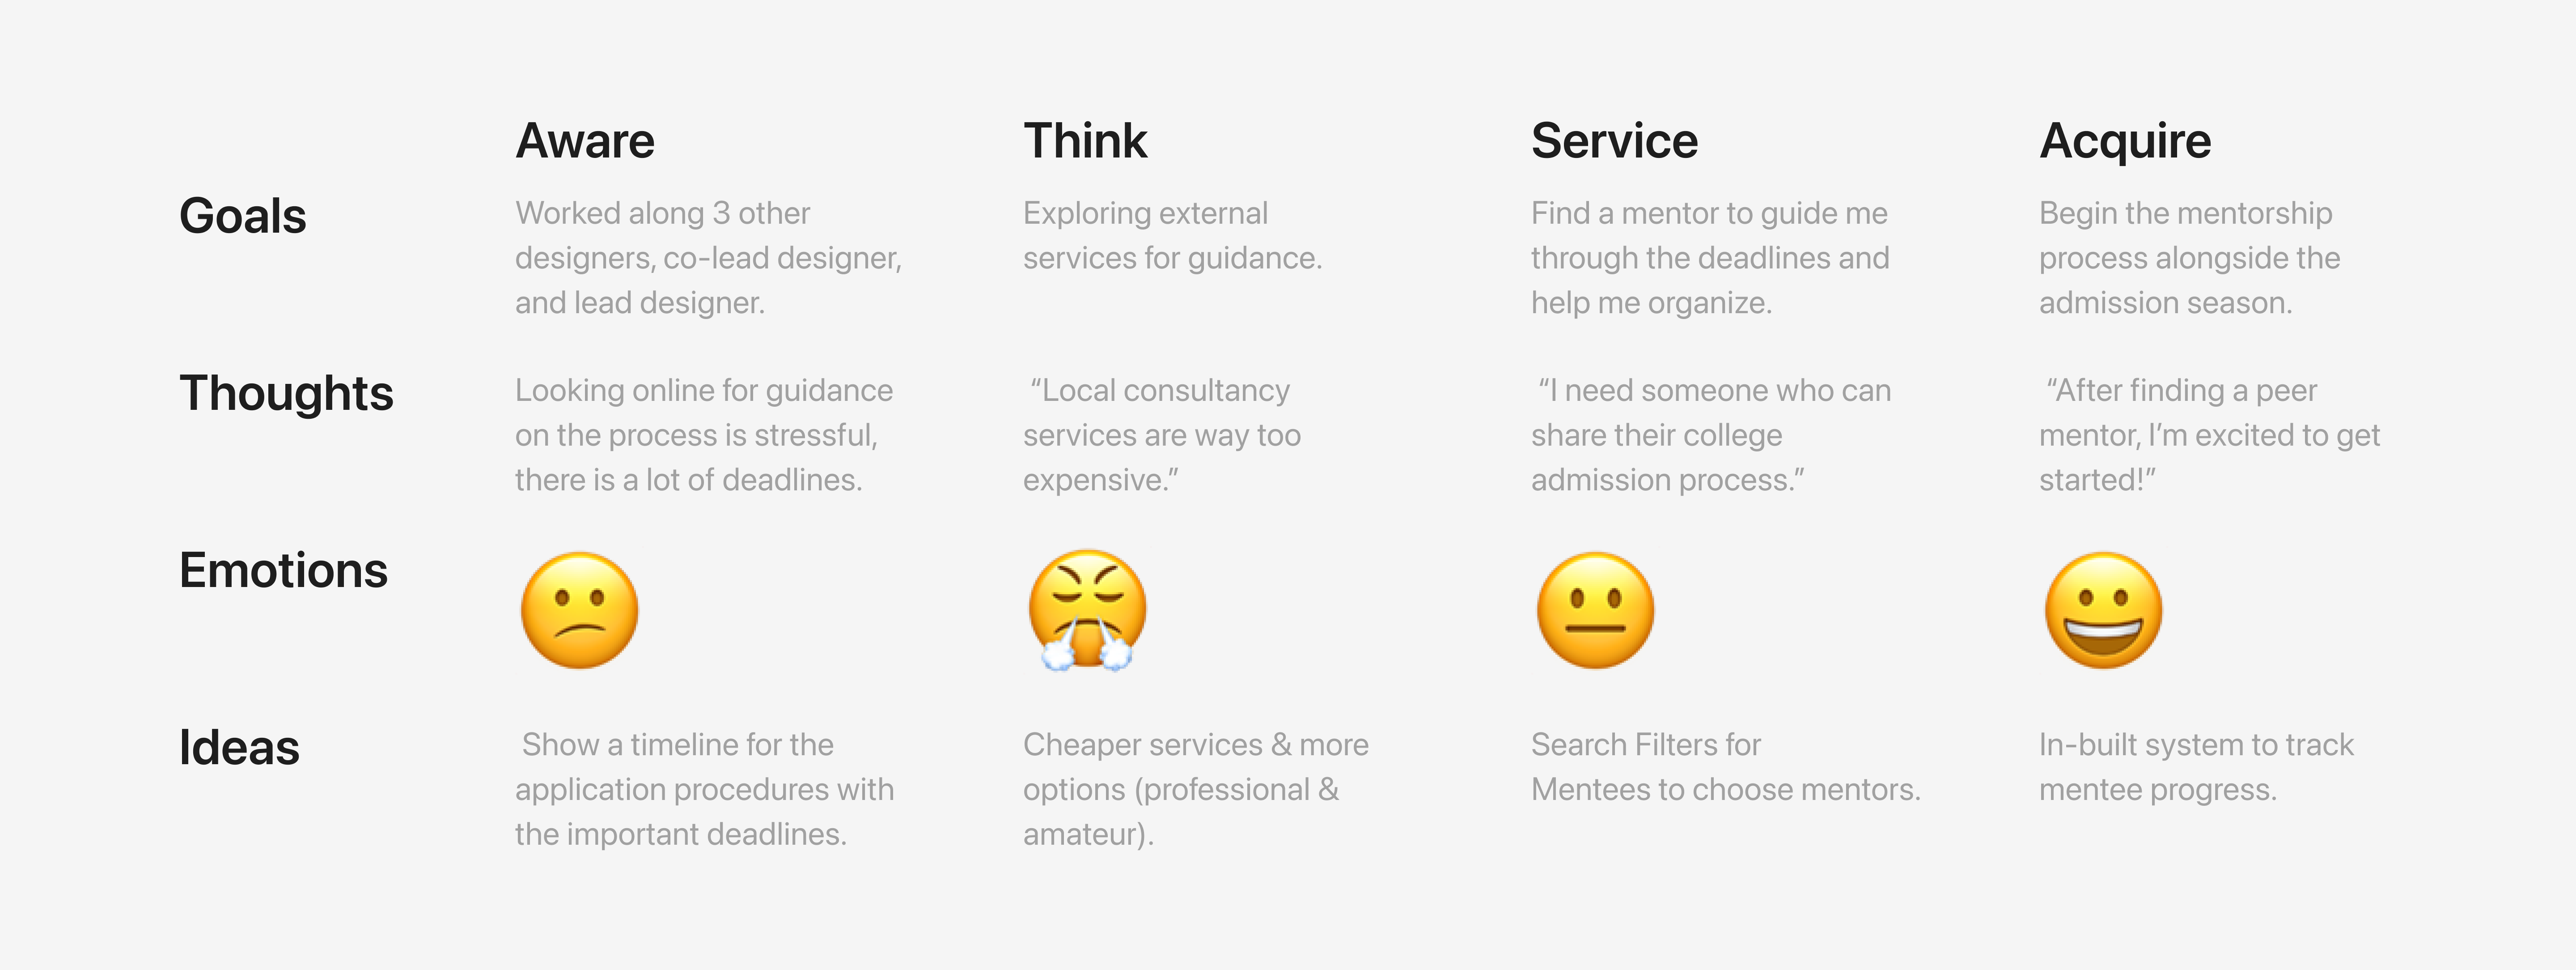 Aware
Think
Service
Acquire
Goals
Worked along 3 other
designers, co-lead designer,
and lead designer.
Exploring external
services for guidance.
Find a mentor to guide me
through the deadlines and
help me organize.
Begin the mentorship
process alongside the
admission season.
Thoughts
Looking online for guidance
on the process is stressful,
there is a lot of deadlines.
“Local consultancy
services are way too
expensive.”
“I need someone who can
share their college
admission process.”
“After finding a peer
mentor, I’m excited to get
started!”
Emotions
Ideas
Show a timeline for the
application procedures with
the important deadlines.
Cheaper services & more
options (professional &
amateur).
Search Filters for
Mentees to choose mentors.
In-built system to track
mentee progress.